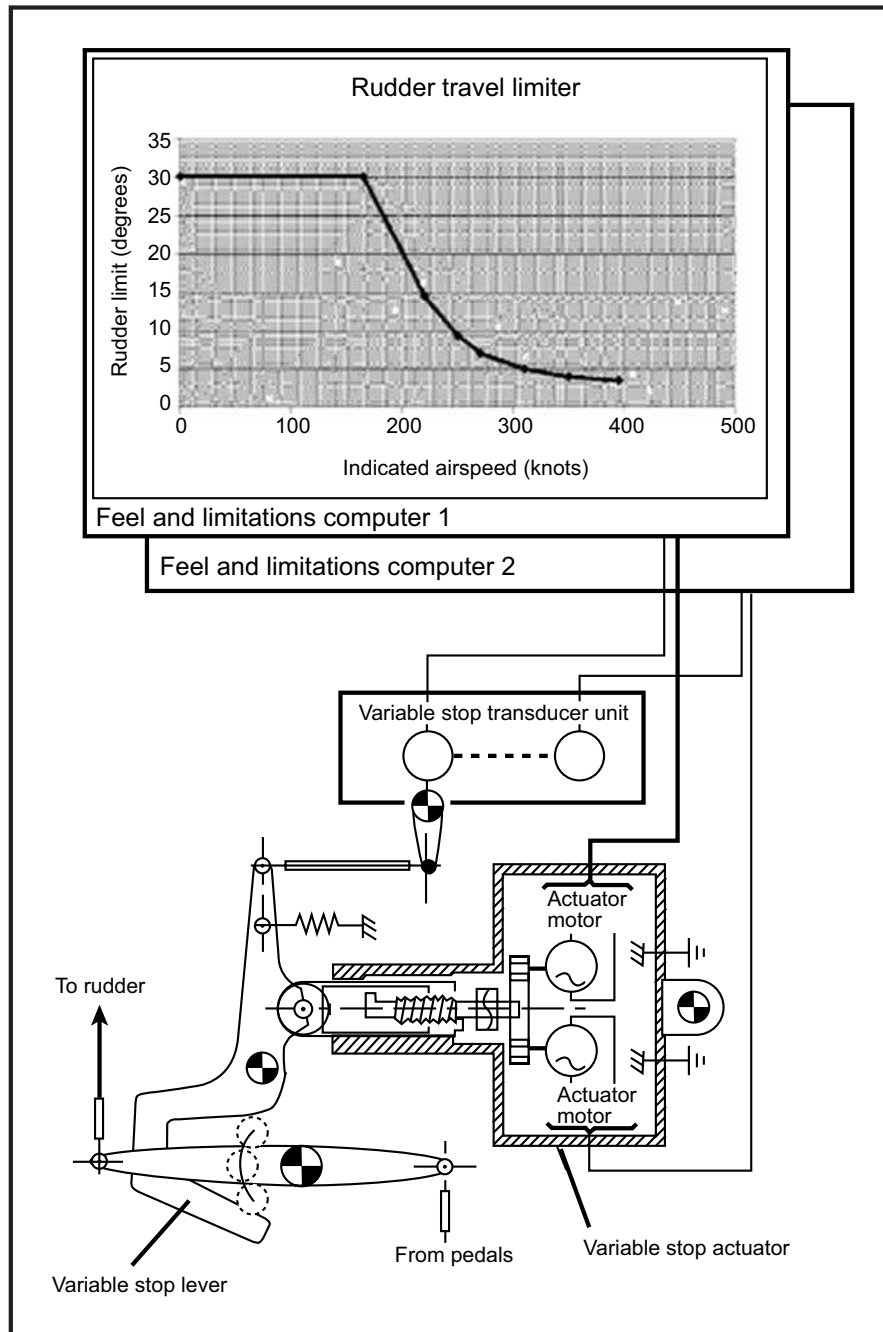 Rudder travel limiter
Rudder limit (degrees)
35
30
25
20
15
10
5
0
0 100 200 300 400 500
Indicated airspeed (knots)
Feel and limitations computer 1
Feel and limitations computer 2
Variable stop transducer unit
Actuator
motor
To rudder
Actuator
motor
From pedals
Variable stop actuator
Variable stop lever